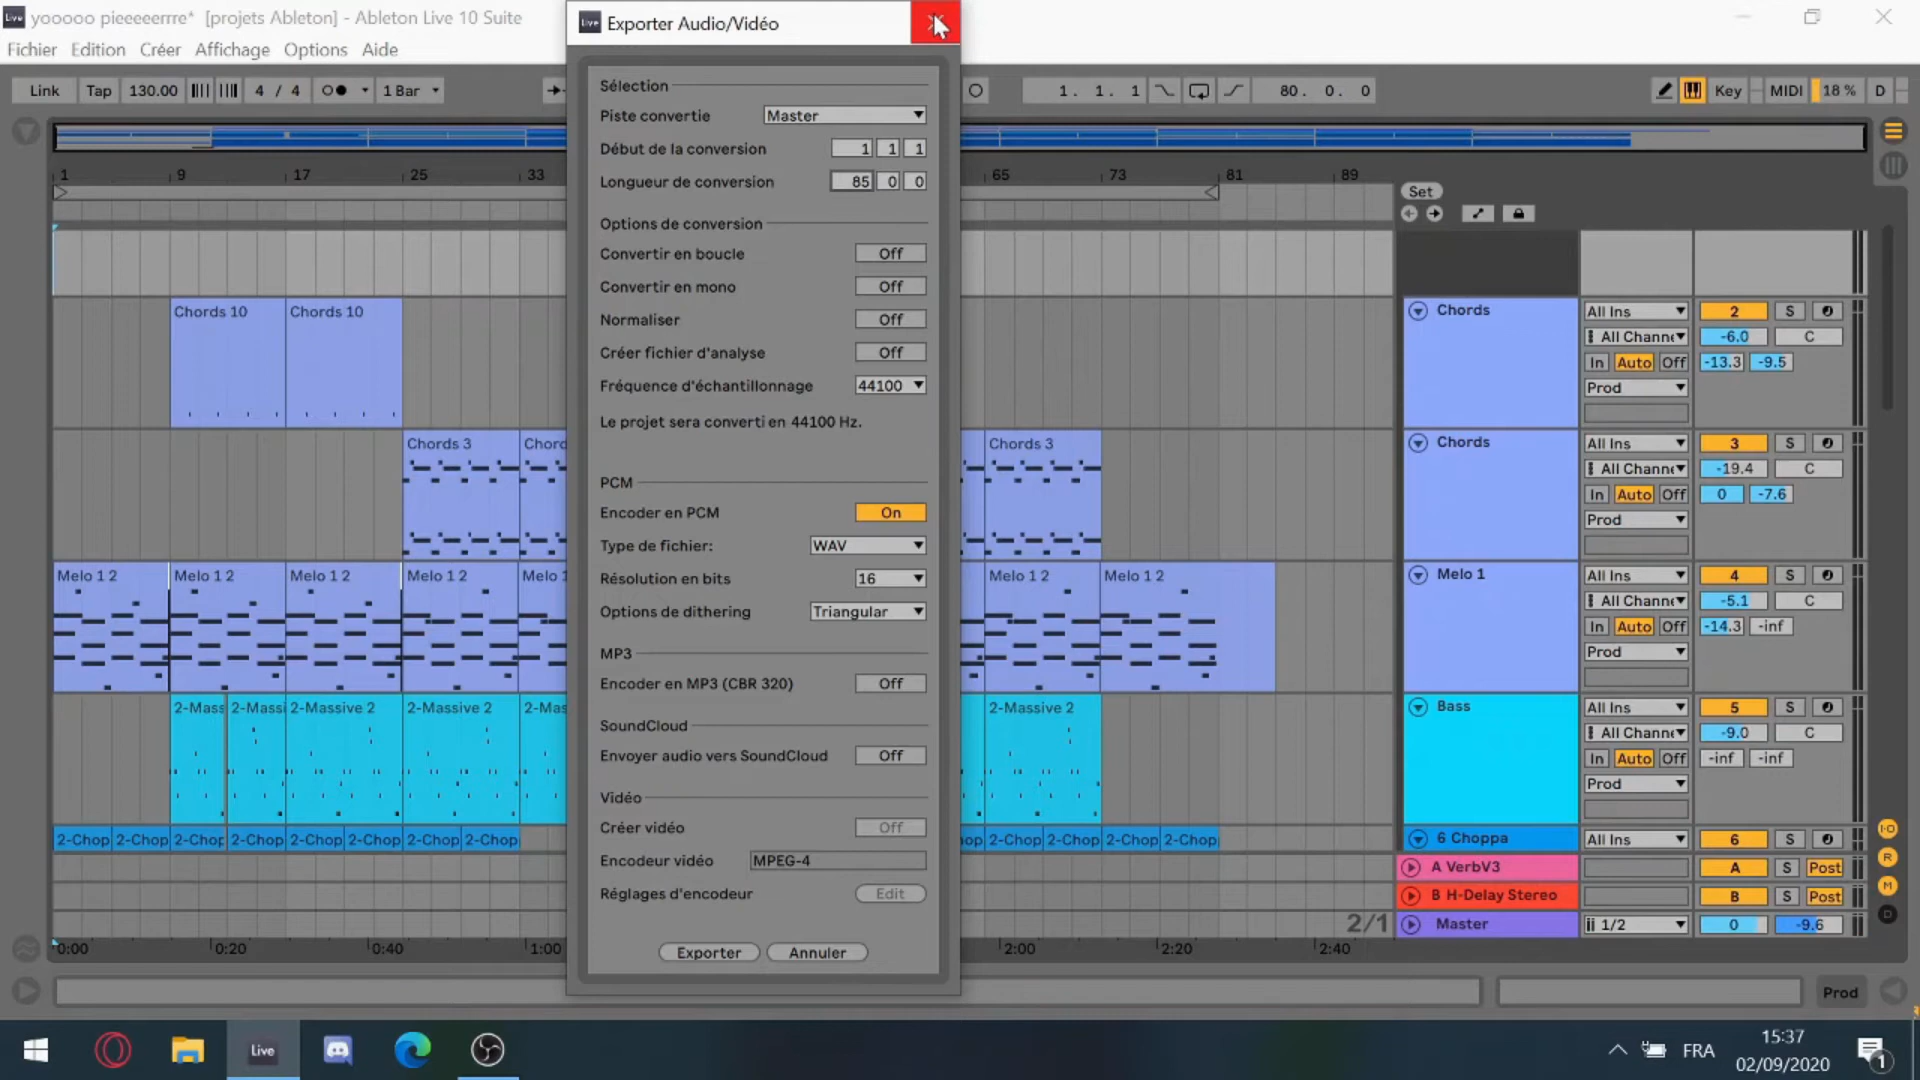 yooooo pieeeeerrre* [projets Ableton] - Ableton Live 10 Suite
Fichier Edition Créer Affichage Options Aide
Link Tap 130.00 4 / 4 1 Bar
1. 1. 1 80. 0. 0 Key MIDI 18 % D
1 9 17 25 33 65 73 81 89
Live Exporter Audio/Vidéo
Sélection
Piste convertie Master
Début de la conversion 1 1 1
Longueur de conversion 85 0 0
Options de conversion
Convertir en boucle Off
Convertir en mono Off
Normaliser Off
Créer fichier d'analyse Off
Fréquence d'échantillonnage 44100
Le projet sera converti en 44100 Hz.
PCM
Encoder en PCM On
Type de fichier: WAV
Résolution en bits 16
Options de dithering Triangular
MP3
Encoder en MP3 (CBR 320) Off
SoundCloud
Envoyer audio vers SoundCloud Off
Vidéo
Créer vidéo Off
Encodeur vidéo MPEG-4
Réglages d'encodeur Edit
Exporter Annuler
Chords 10 Chords 10
Chords 3 Chord Chords 3
Melo 1 2 Melo 1 2 Melo 1 2 Melo 1 2 Melo 1 Melo 1 2 Melo 1 2
2-Mass 2-Massi 2-Massive 2 2-Massive 2 2-Mas 2-Massive 2
2-Chop 2-Chop 2-Chop 2-Chop 2-Chop 2-Chop 2-Chop 2-Chop op 2-Chop 2-Chop 2-Chop 2-Chop
0:00 0:20 0:40 1:00 2:00 2:20 2:40
2/1
Set
Chords All Ins 2 S
All Channe -6.0 C
In Auto Off -13.3 -9.5
Prod
Chords All Ins 3 S
All Channe -19.4 C
In Auto Off 0 -7.6
Prod
Melo 1 All Ins 4 S
All Channe -5.1 C
In Auto Off -14.3 -inf
Prod
Bass All Ins 5 S
All Channe -9.0 C
In Auto Off -inf -inf
Prod
6 Choppa All Ins 6 S
A VerbV3 A S Post
B H-Delay Stereo B S Post
Master 1/2 0 -9.6
I·O
R
M
D
Prod
Live
FRA 15:37
02/09/2020
1